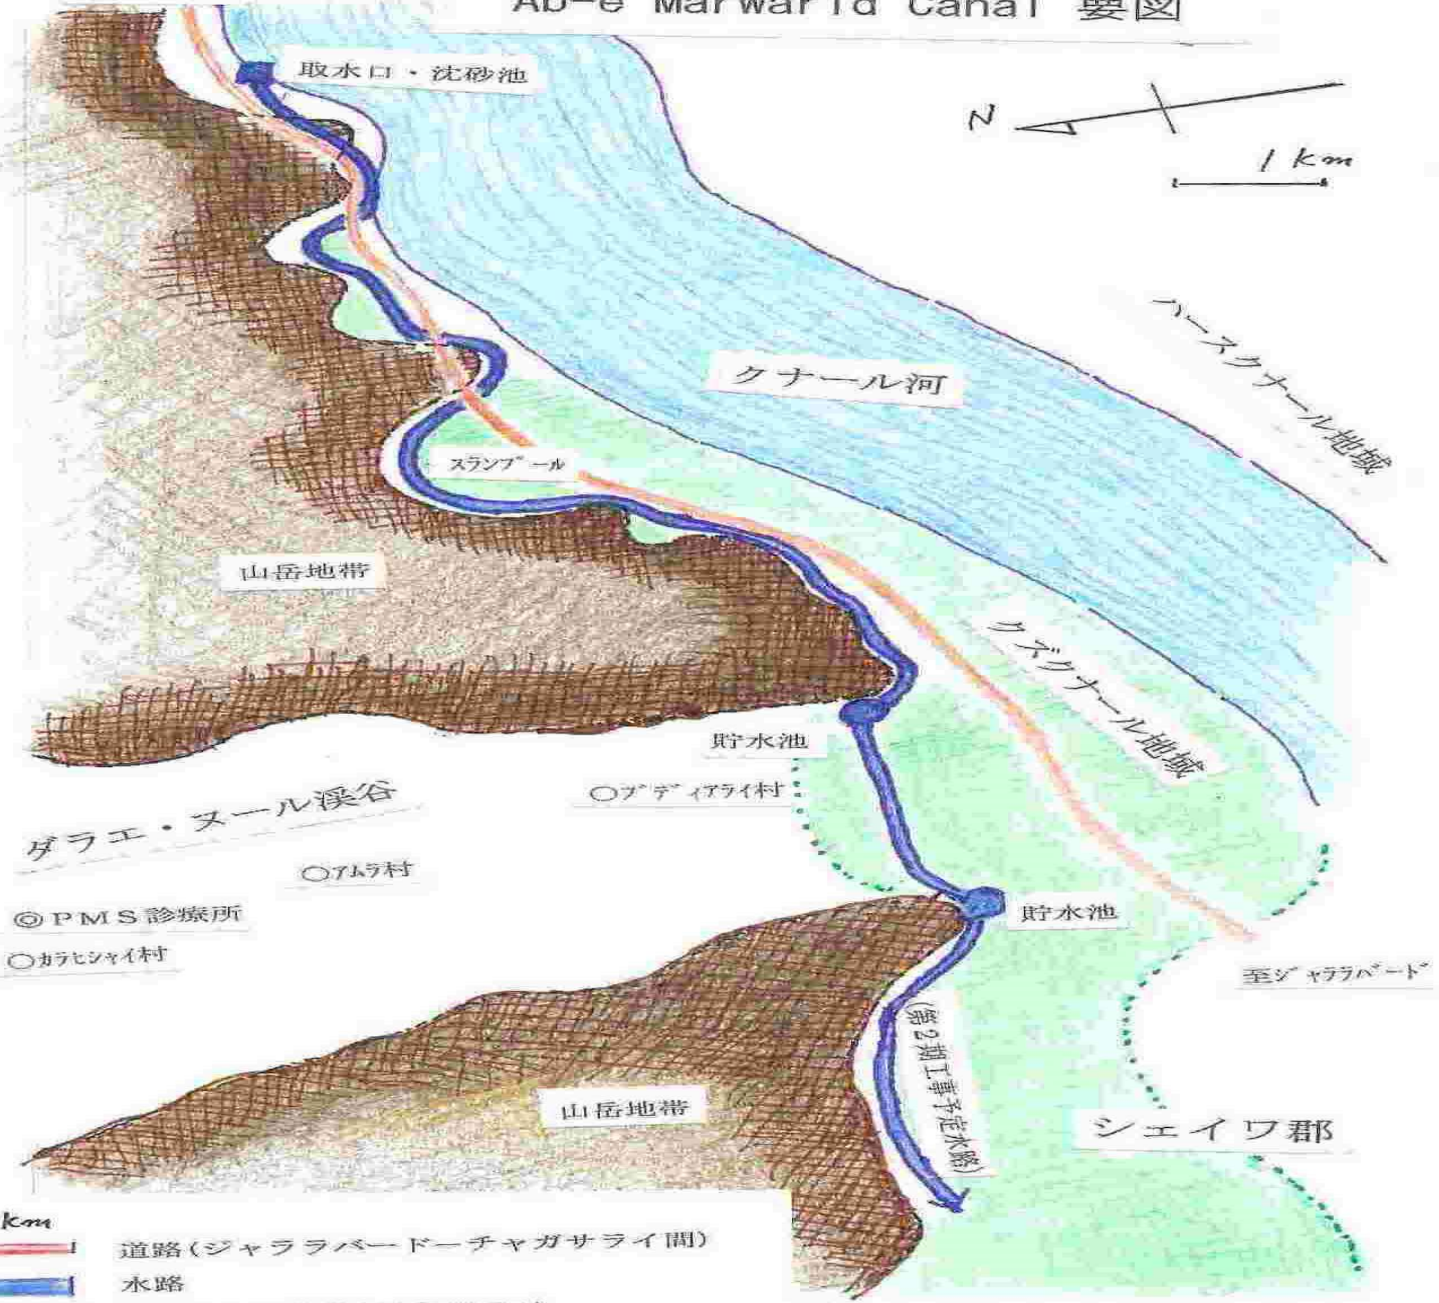 Ab-e Marwarid Canal 要図
取水口・沈砂池
N
1 km
ハースクナール地域
クナール河
スランプール
山岳地帯
クズクナール地域
貯水池
○ブディアライ村
ダラエ・ヌール渓谷
○アムラ村
◎PMS診療所
○カラヒシャイ村
貯水池
至ジャララバード
(第2期工事予定水路)
山岳地帯
シェイワ郡
km
道路(ジャララバードーチャガサライ間)
水路